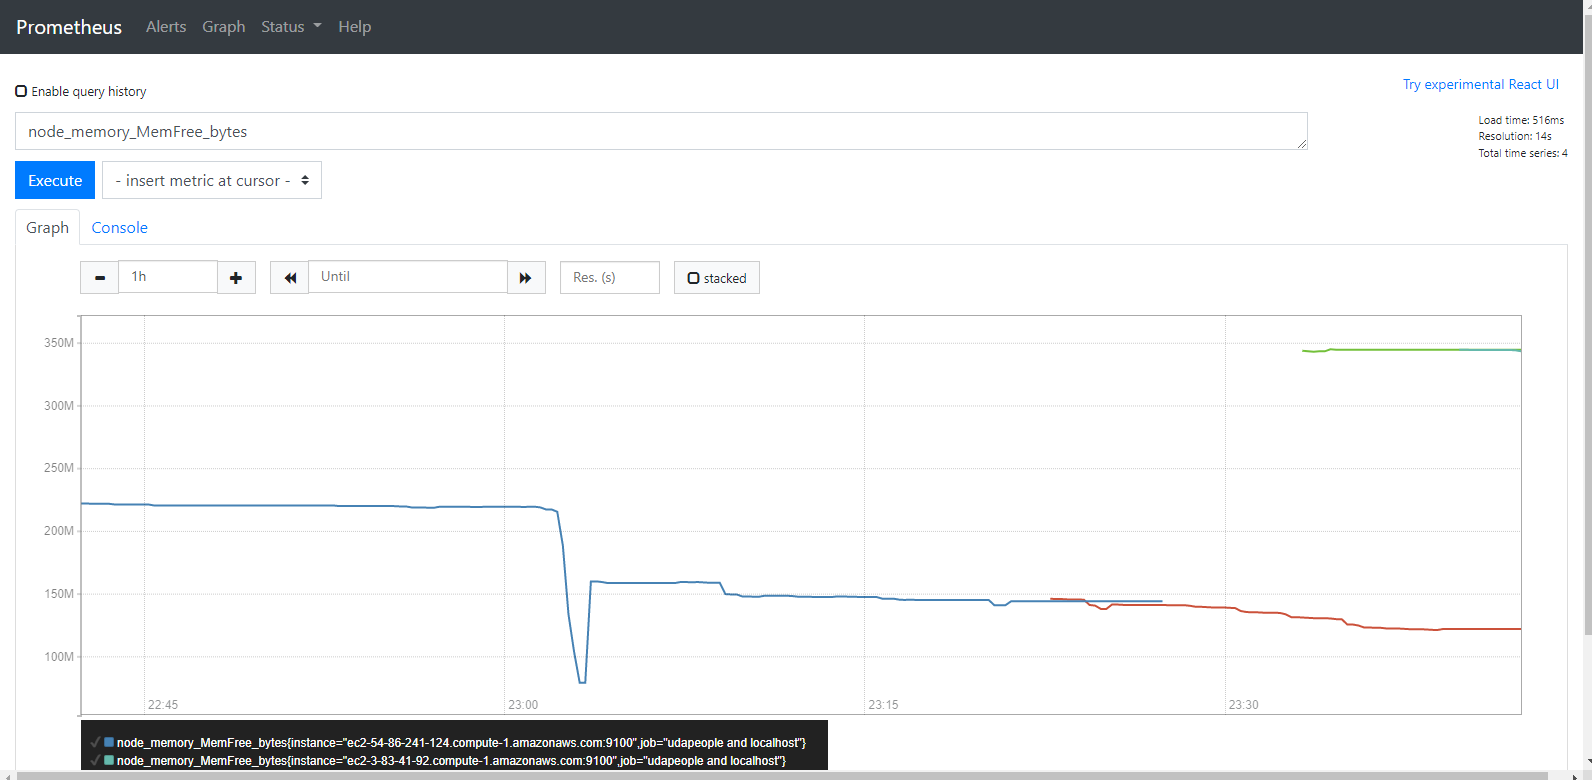 Prometheus Alerts Graph Status Help
Enable query history
Try experimental React UI
node_memory_MemFree_bytes
Load time: 516ms
Resolution: 14s
Total time series: 4
Execute - insert metric at cursor -
Graph Console
1h Until Res. (s) stacked
350M
300M
250M
200M
150M
100M
22:45 23:00 23:15 23:30
node_memory_MemFree_bytes{instance="ec2-54-86-241-124.compute-1.amazonaws.com:9100",job="udapeople and localhost"}
node_memory_MemFree_bytes{instance="ec2-3-83-41-92.compute-1.amazonaws.com:9100",job="udapeople and localhost"}